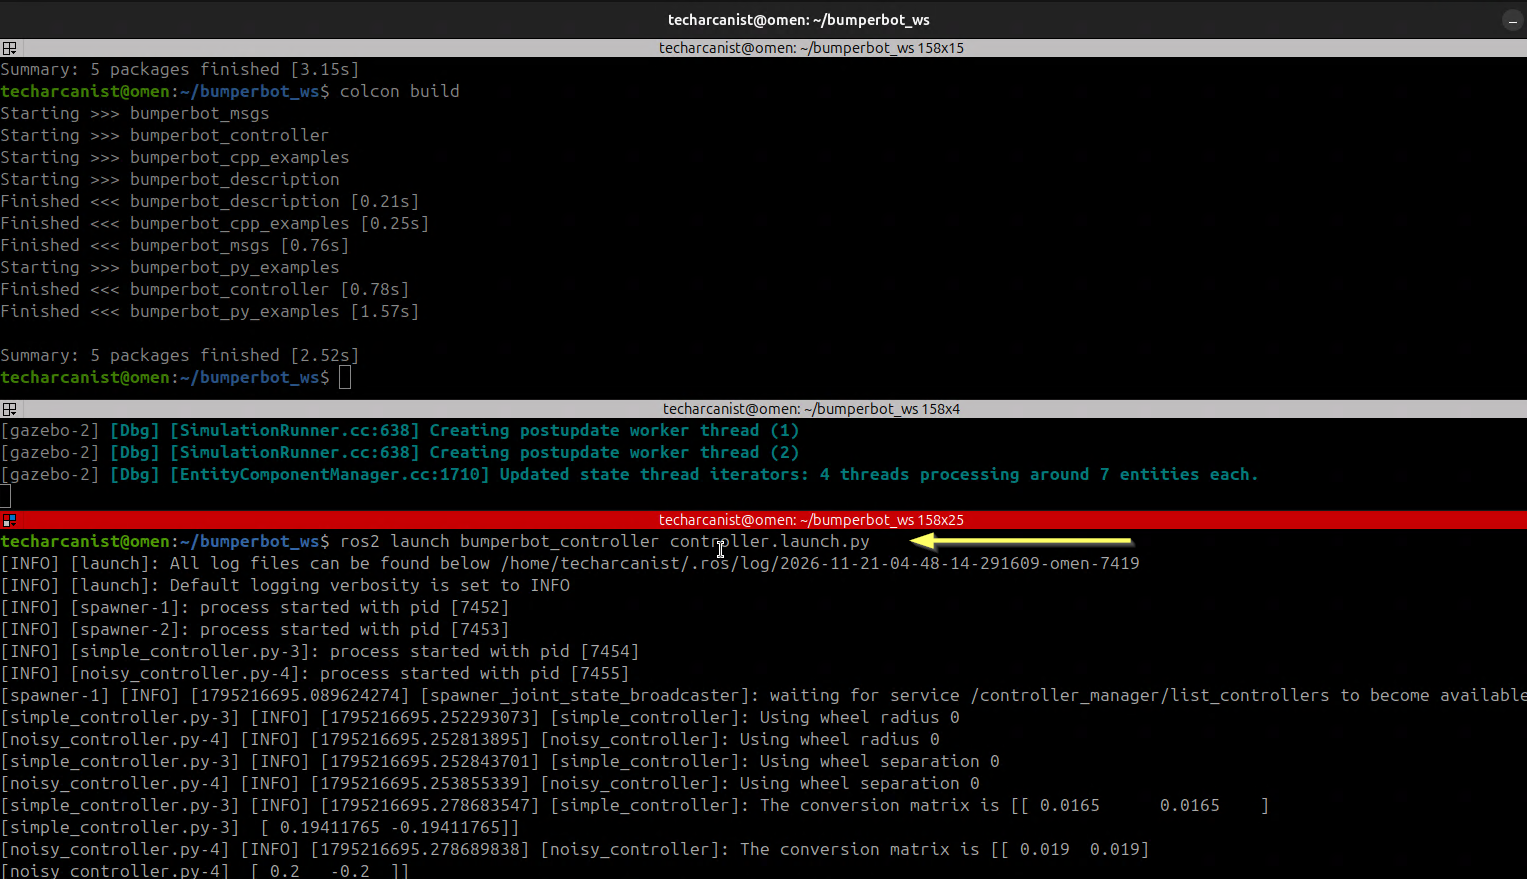 techarcanist@omen: ~/bumperbot_ws
techarcanist@omen: ~/bumperbot_ws 158x15
Summary: 5 packages finished [3.15s]
techarcanist@omen:~/bumperbot_ws$ colcon build
Starting >>> bumperbot_msgs
Starting >>> bumperbot_controller
Starting >>> bumperbot_cpp_examples
Starting >>> bumperbot_description
Finished <<< bumperbot_description [0.21s]
Finished <<< bumperbot_cpp_examples [0.25s]
Finished <<< bumperbot_msgs [0.76s]
Starting >>> bumperbot_py_examples
Finished <<< bumperbot_controller [0.78s]
Finished <<< bumperbot_py_examples [1.57s]
Summary: 5 packages finished [2.52s]
techarcanist@omen:~/bumperbot_ws$
techarcanist@omen: ~/bumperbot_ws 158x4
[gazebo-2] [Dbg] [SimulationRunner.cc:638] Creating postupdate worker thread (1)
[gazebo-2] [Dbg] [SimulationRunner.cc:638] Creating postupdate worker thread (2)
[gazebo-2] [Dbg] [EntityComponentManager.cc:1710] Updated state thread iterators: 4 threads processing around 7 entities each.
techarcanist@omen: ~/bumperbot_ws 158x25
techarcanist@omen:~/bumperbot_ws$ ros2 launch bumperbot_controller controller.launch.py
[INFO] [launch]: All log files can be found below /home/techarcanist/.ros/log/2026-11-21-04-48-14-291609-omen-7419
[INFO] [launch]: Default logging verbosity is set to INFO
[INFO] [spawner-1]: process started with pid [7452]
[INFO] [spawner-2]: process started with pid [7453]
[INFO] [simple_controller.py-3]: process started with pid [7454]
[INFO] [noisy_controller.py-4]: process started with pid [7455]
[spawner-1] [INFO] [1795216695.089624274] [spawner_joint_state_broadcaster]: waiting for service /controller_manager/list_controllers to become available
[simple_controller.py-3] [INFO] [1795216695.252293073] [simple_controller]: Using wheel radius 0
[noisy_controller.py-4] [INFO] [1795216695.252813895] [noisy_controller]: Using wheel radius 0
[simple_controller.py-3] [INFO] [1795216695.252843701] [simple_controller]: Using wheel separation 0
[noisy_controller.py-4] [INFO] [1795216695.253855339] [noisy_controller]: Using wheel separation 0
[simple_controller.py-3] [INFO] [1795216695.278683547] [simple_controller]: The conversion matrix is [[ 0.0165      0.0165    ]
[simple_controller.py-3]  [ 0.19411765 -0.19411765]]
[noisy_controller.py-4] [INFO] [1795216695.278689838] [noisy_controller]: The conversion matrix is [[ 0.019  0.019]
[noisy_controller.py-4]  [ 0.2   -0.2  ]]